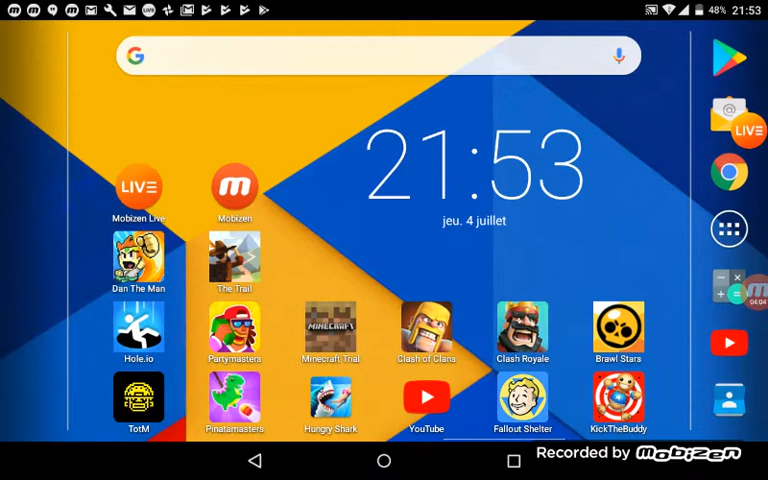 LIVE
48% 21:53
G
LIVE
21:53
jeu. 4 juillet
LIVE
m
Mobizen Live
Mobizen
Dan The Man
The Trail
04:04
MINECRAFT
Hole.io
Partymasters
Minecraft Trial
Clash of Clans
Clash Royale
Brawl Stars
TotM
Pinatamasters
Hungry Shark
YouTube
Fallout Shelter
KickTheBuddy
Recorded by Mobizen